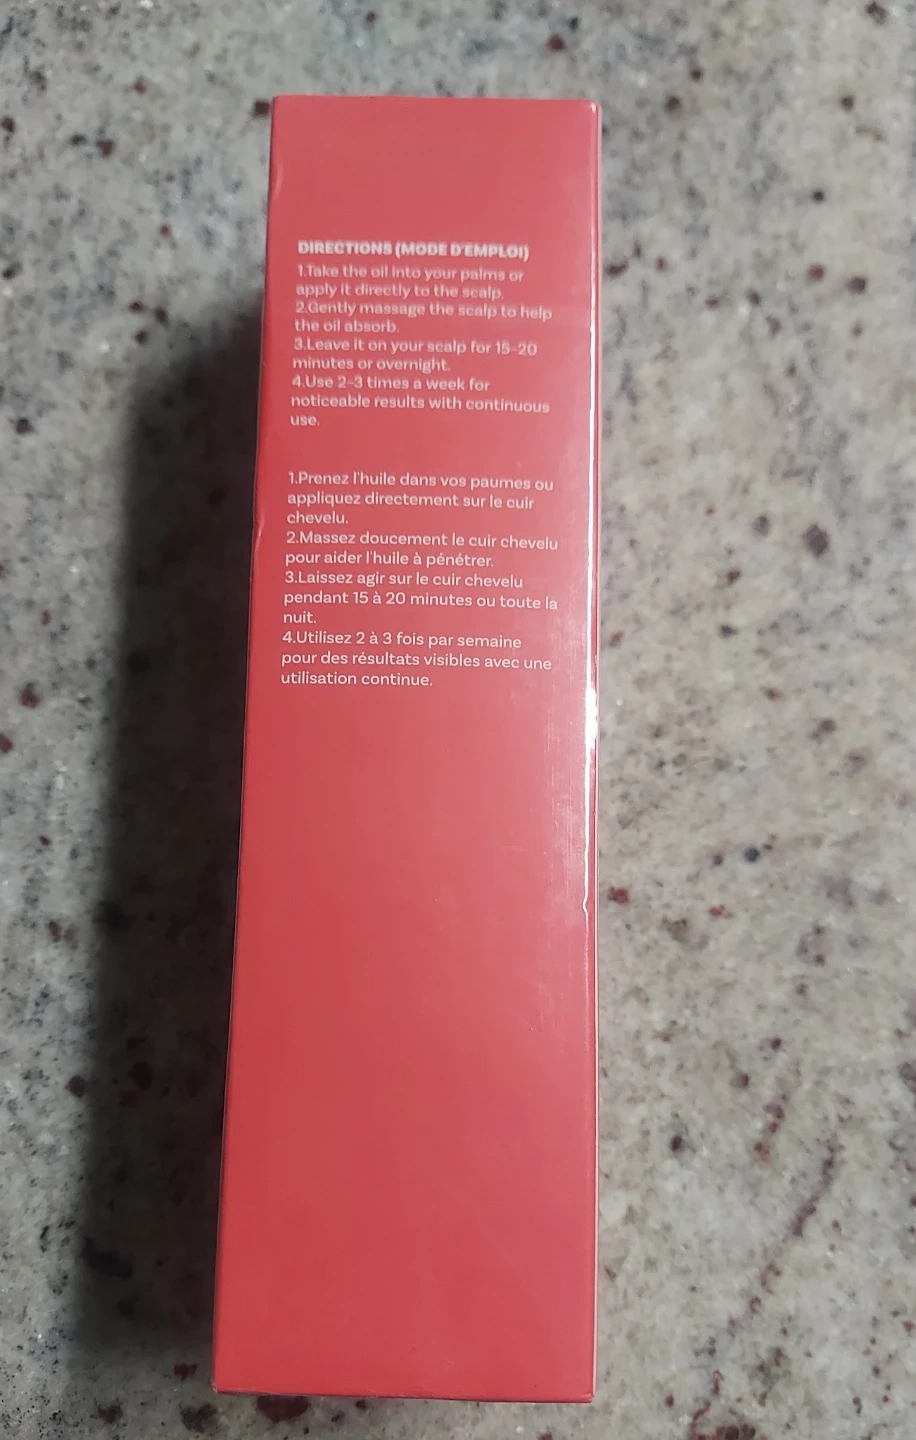 DIRECTIONS (MODE D'EMPLOI)
1.Take the oil into your palms or
apply it directly to the scalp.
2.Gently massage the scalp to help
the oil absorb.
3.Leave it on your scalp for 15-20
minutes or overnight.
4.Use 2-3 times a week for
noticeable results with continuous
use.
1.Prenez l'huile dans vos paumes ou
appliquez directement sur le cuir
chevelu.
2.Massez doucement le cuir chevelu
pour aider l'huile à pénétrer.
3.Laissez agir sur le cuir chevelu
pendant 15 à 20 minutes ou toute la
nuit.
4.Utilisez 2 à 3 fois par semaine
pour des résultats visibles avec une
utilisation continue.